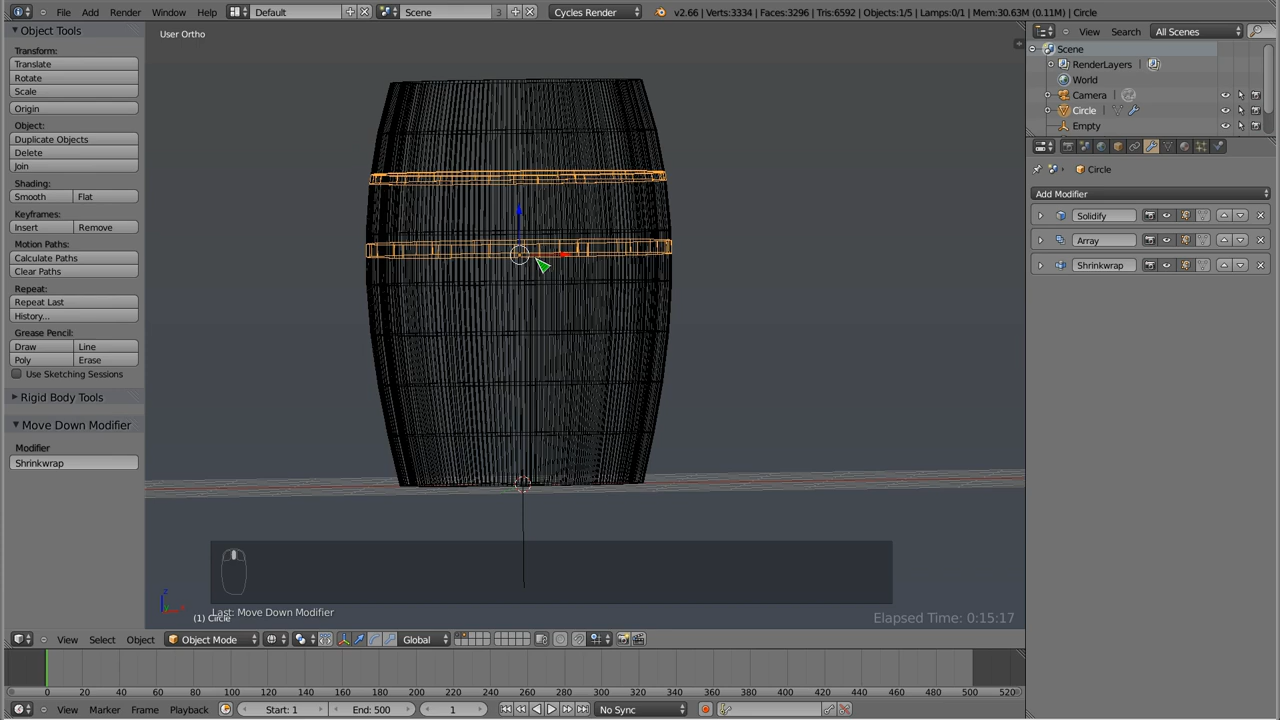 File Render Window Help Default Scene 3 Cycles Render v2.66 | Verts:3334 | Faces:3296 | Tris:6592 | Objects:1/5 | Lamps:0/1 | Mem:30.63M (0.11M) | Circle
Object Tools
Transform:
Translate
Rotate
Scale
Origin
Object:
Duplicate Objects
Delete
Join
Shading:
Smooth Flat
Keyframes:
Insert Remove
Motion Paths:
Calculate Paths
Clear Paths
Repeat:
Repeat Last
History...
Grease Pencil:
Draw Line
Poly Erase
Use Sketching Sessions
Rigid Body Tools
Move Down Modifier
Modifier
Shrinkwrap
User Ortho
Last: Move Down Modifier
(1) Circle
Elapsed Time: 0:15:17
View Select Object Object Mode Global
0 20 40 60 80 100 120 140 160 180 200 220 240 260 280 300 320 340 360 380 400 420 440 460 480 500 520
View Marker Frame Playback Start: 1 End: 500 1 No Sync
View Search All Scenes
Scene
RenderLayers
World
Camera
Circle
Empty
Circle
Add Modifier
Solidify
Array
Shrinkwrap